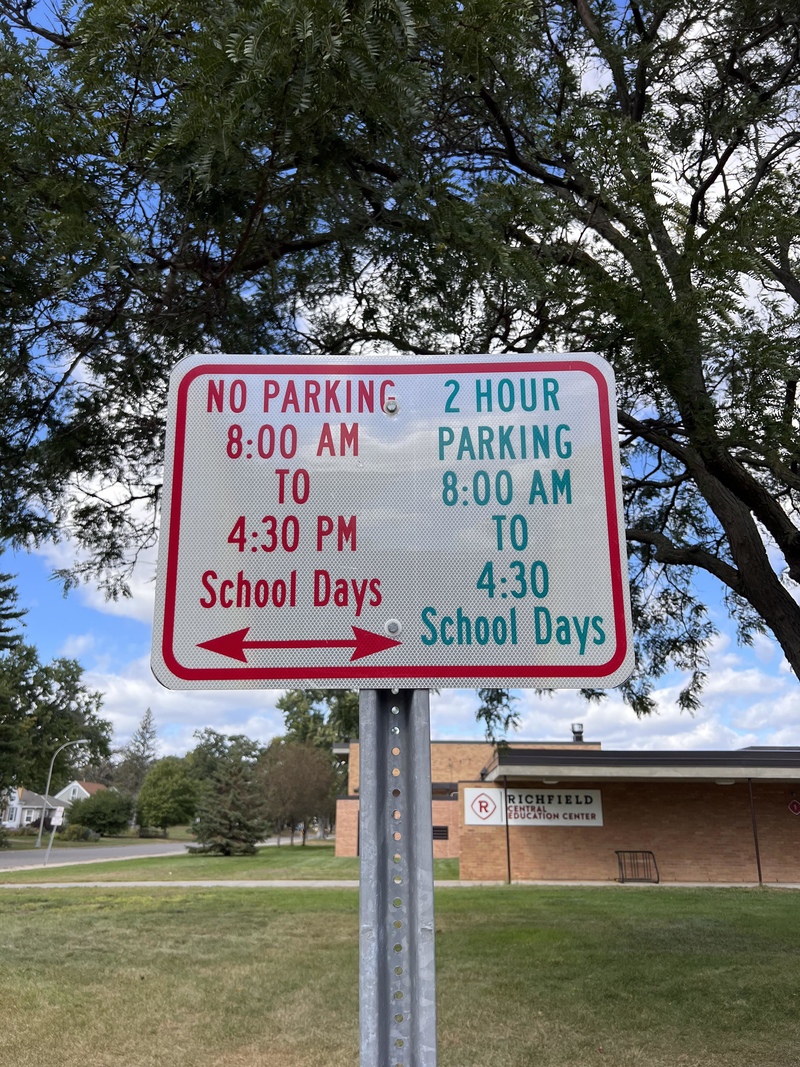 NO PARKING
8:00 AM
TO
4:30 PM
School Days
2 HOUR
PARKING
8:00 AM
TO
4:30
School Days
R
RICHFIELD
CENTRAL
EDUCATION CENTER